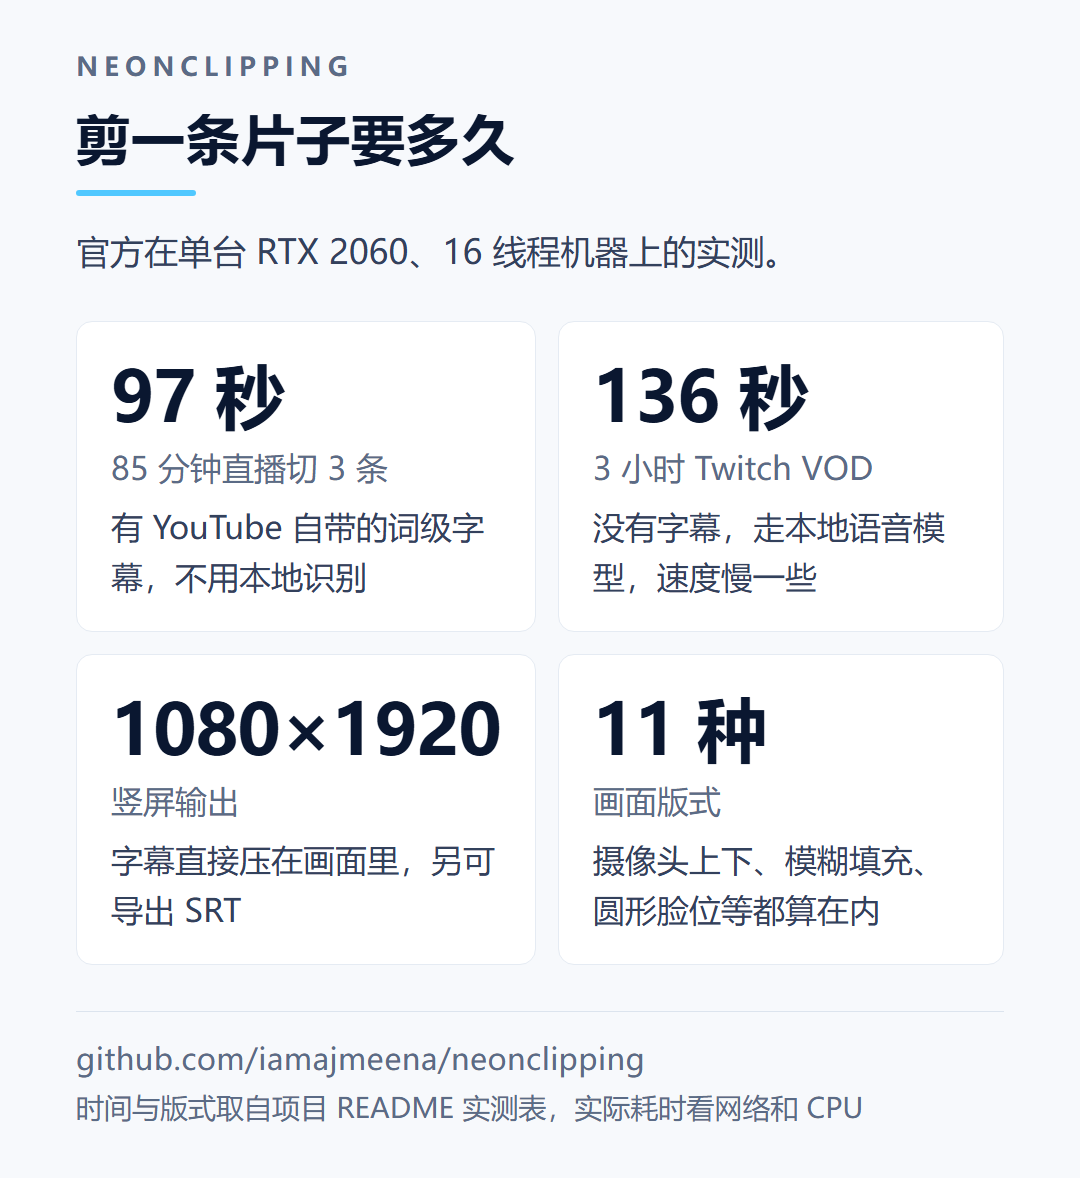 NEONCLIPPING
剪一条片子要多久
官方在单台 RTX 2060、16 线程机器上的实测。
97 秒
85 分钟直播切 3 条
有 YouTube 自带的词级字
幕，不用本地识别
136 秒
3 小时 Twitch VOD
没有字幕，走本地语音模
型，速度慢一些
1080×1920
竖屏输出
字幕直接压在画面里，另可
导出 SRT
11 种
画面版式
摄像头上下、模糊填充、
圆形脸位等都算在内
github.com/iamajmeena/neonclipping
时间与版式取自项目 README 实测表，实际耗时看网络和 CPU